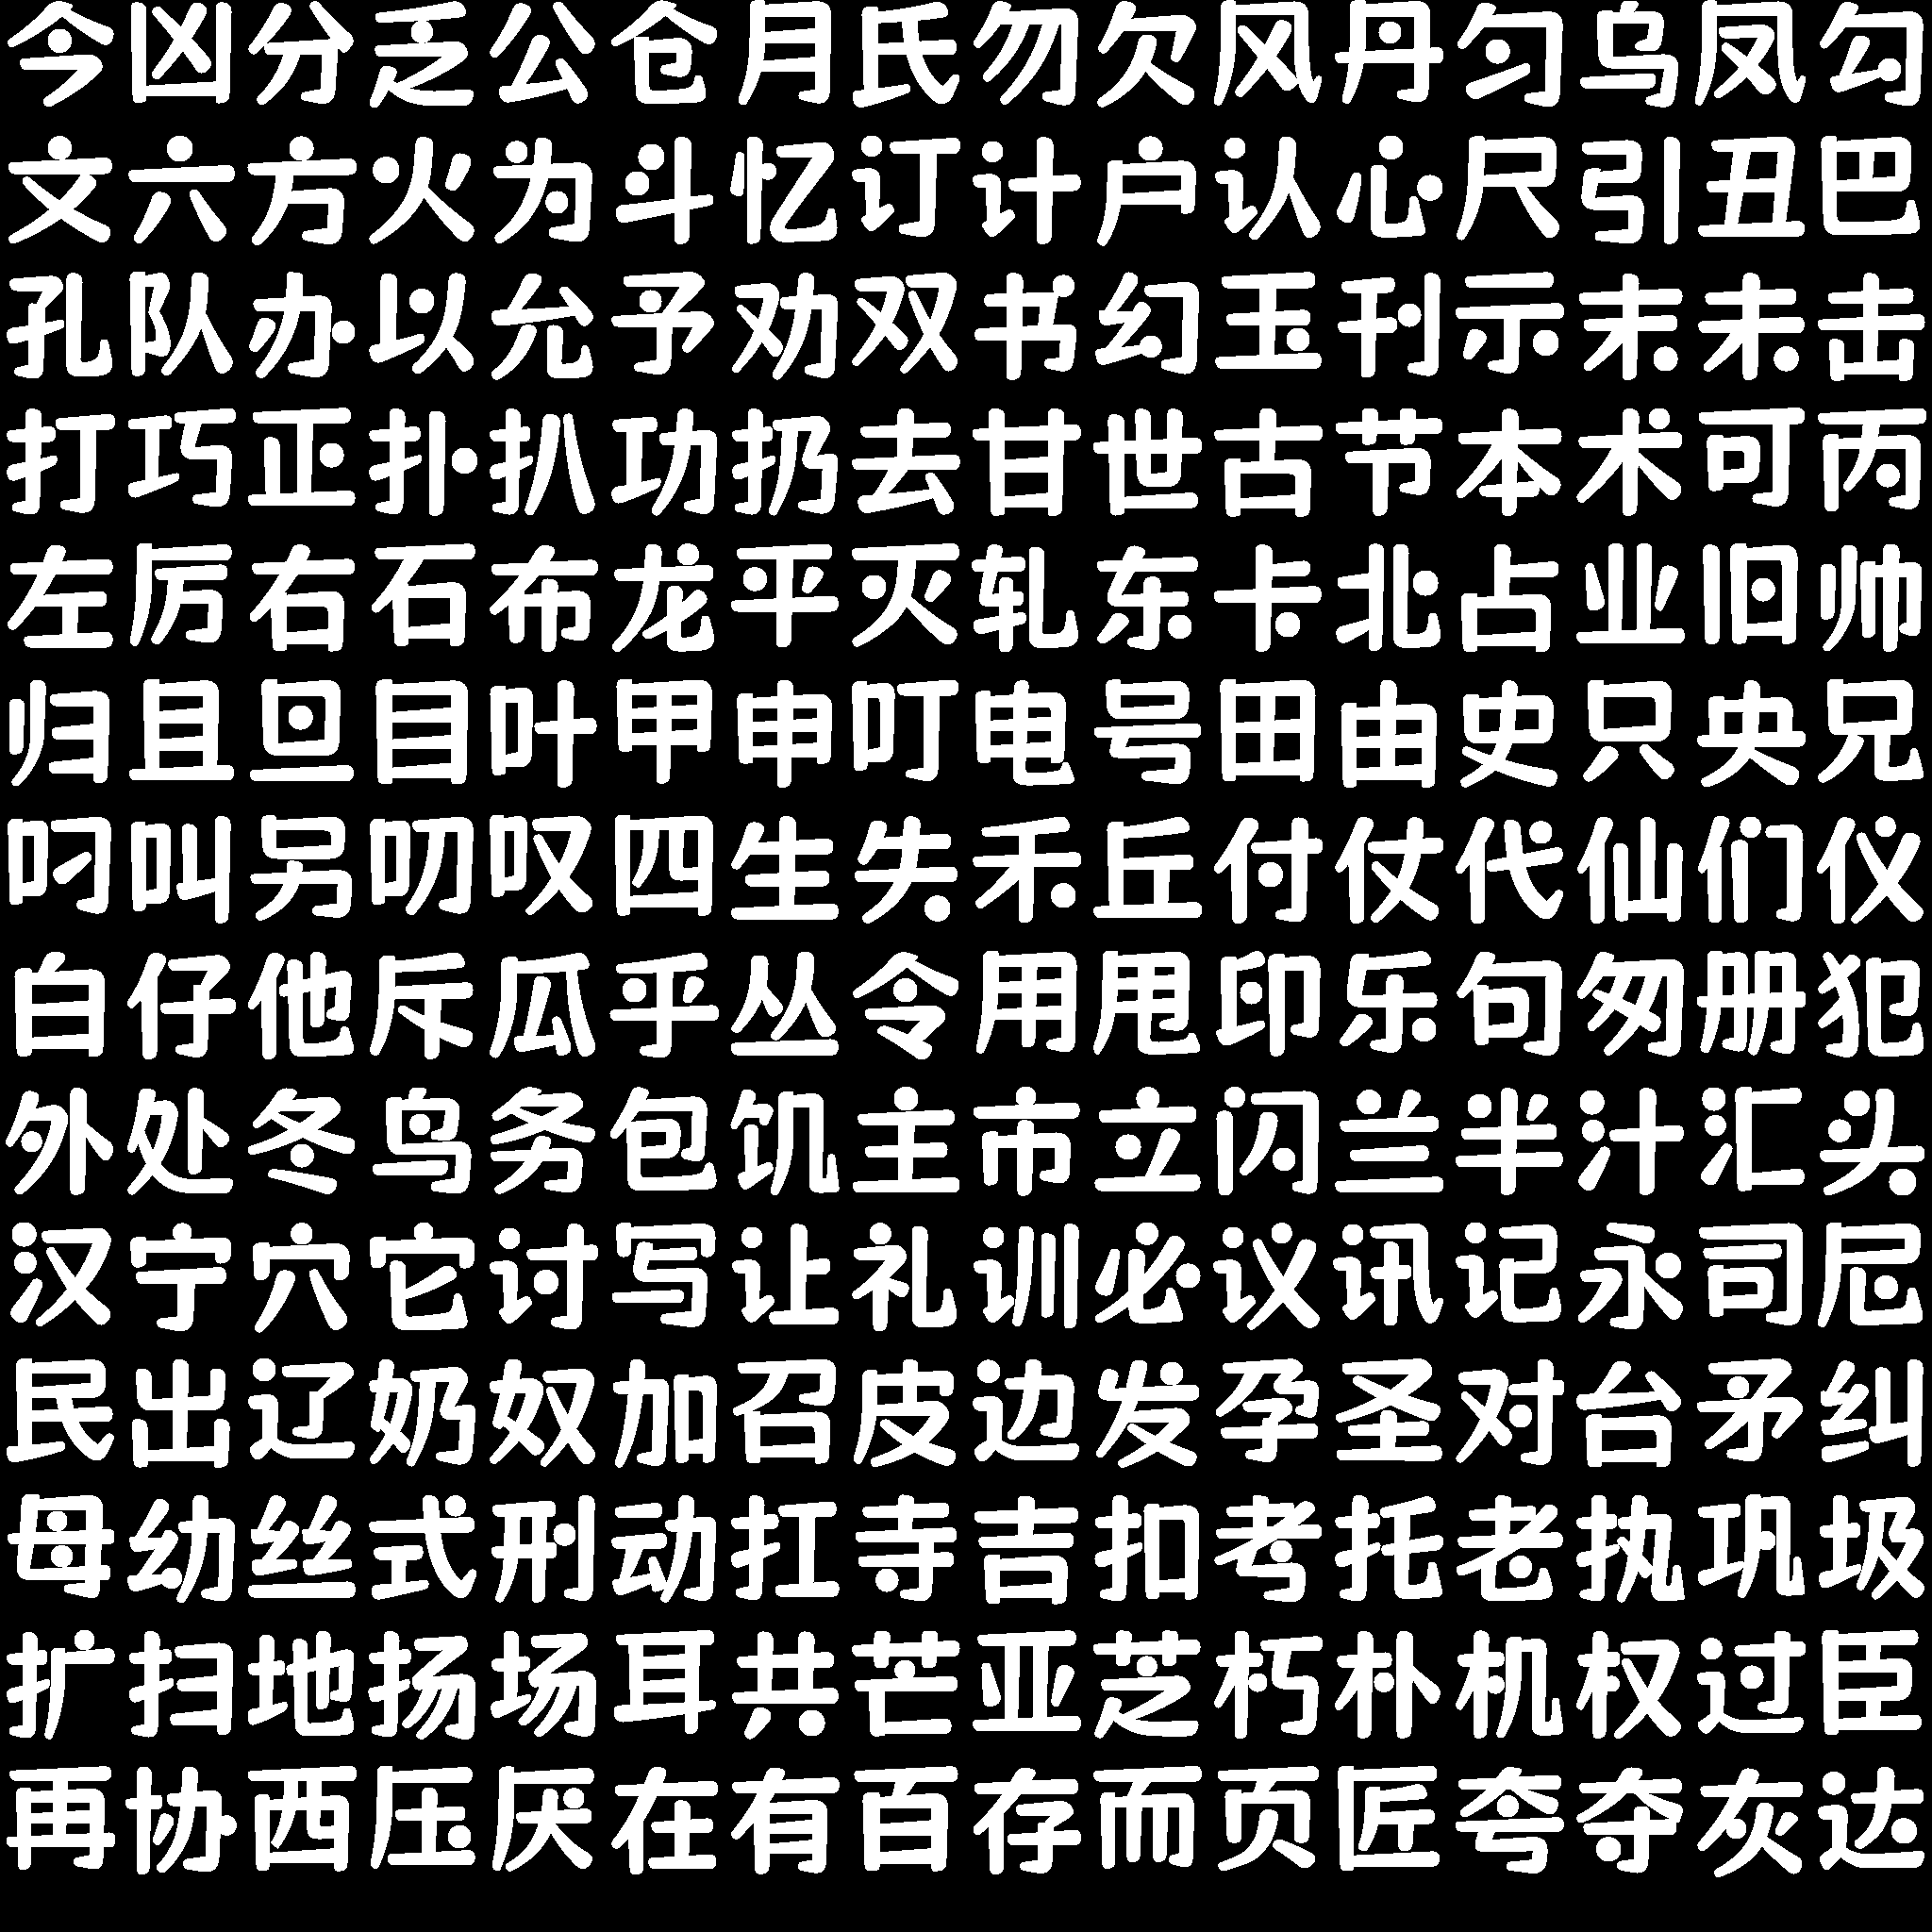 今凶分乏公仓月氏勿欠风丹匀乌凤勾
文六方火为斗忆订计户认心尺引丑巴
孔队办以允予劝双书幻玉刊示末未击
打巧正扑扒功扔去甘世古节本术可丙
左厉右石布龙平灭轧东卡北占业旧帅
归且旦目叶甲申叮电号田由史只央兄
叼叫另叨叹四生失禾丘付仗代仙们仪
白仔他斥瓜乎丛令用甩印乐句匆册犯
外处冬鸟务包饥主市立闪兰半汁汇头
汉宁穴它讨写让礼训必议讯记永司尼
民出辽奶奴加召皮边发孕圣对台矛纠
母幼丝式刑动扛寺吉扣考托老执巩圾
扩扫地扬场耳共芒亚芝朽朴机权过臣
再协西压厌在有百存而页匠夸夺灰达